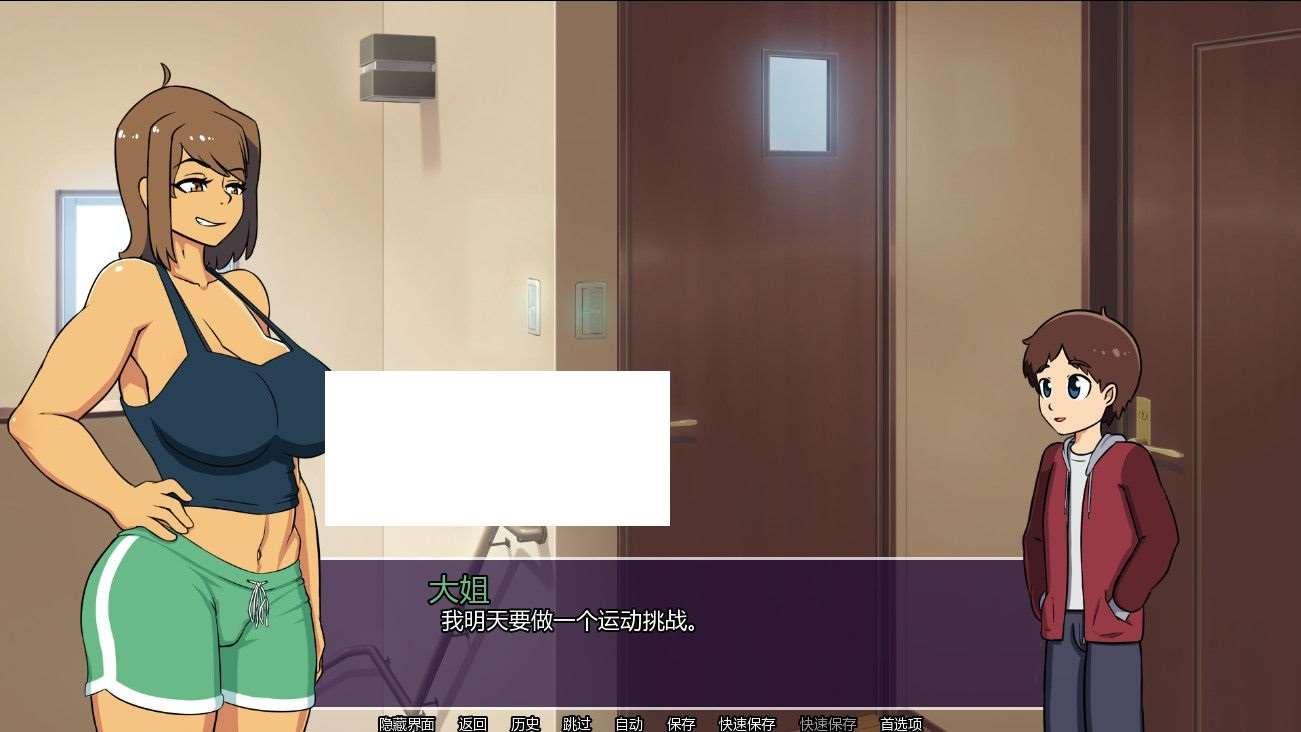 大姐
我明天要做一个运动挑战。
隐藏界面 返回 历史 跳过 自动 保存 快速保存 快速保存 首选项